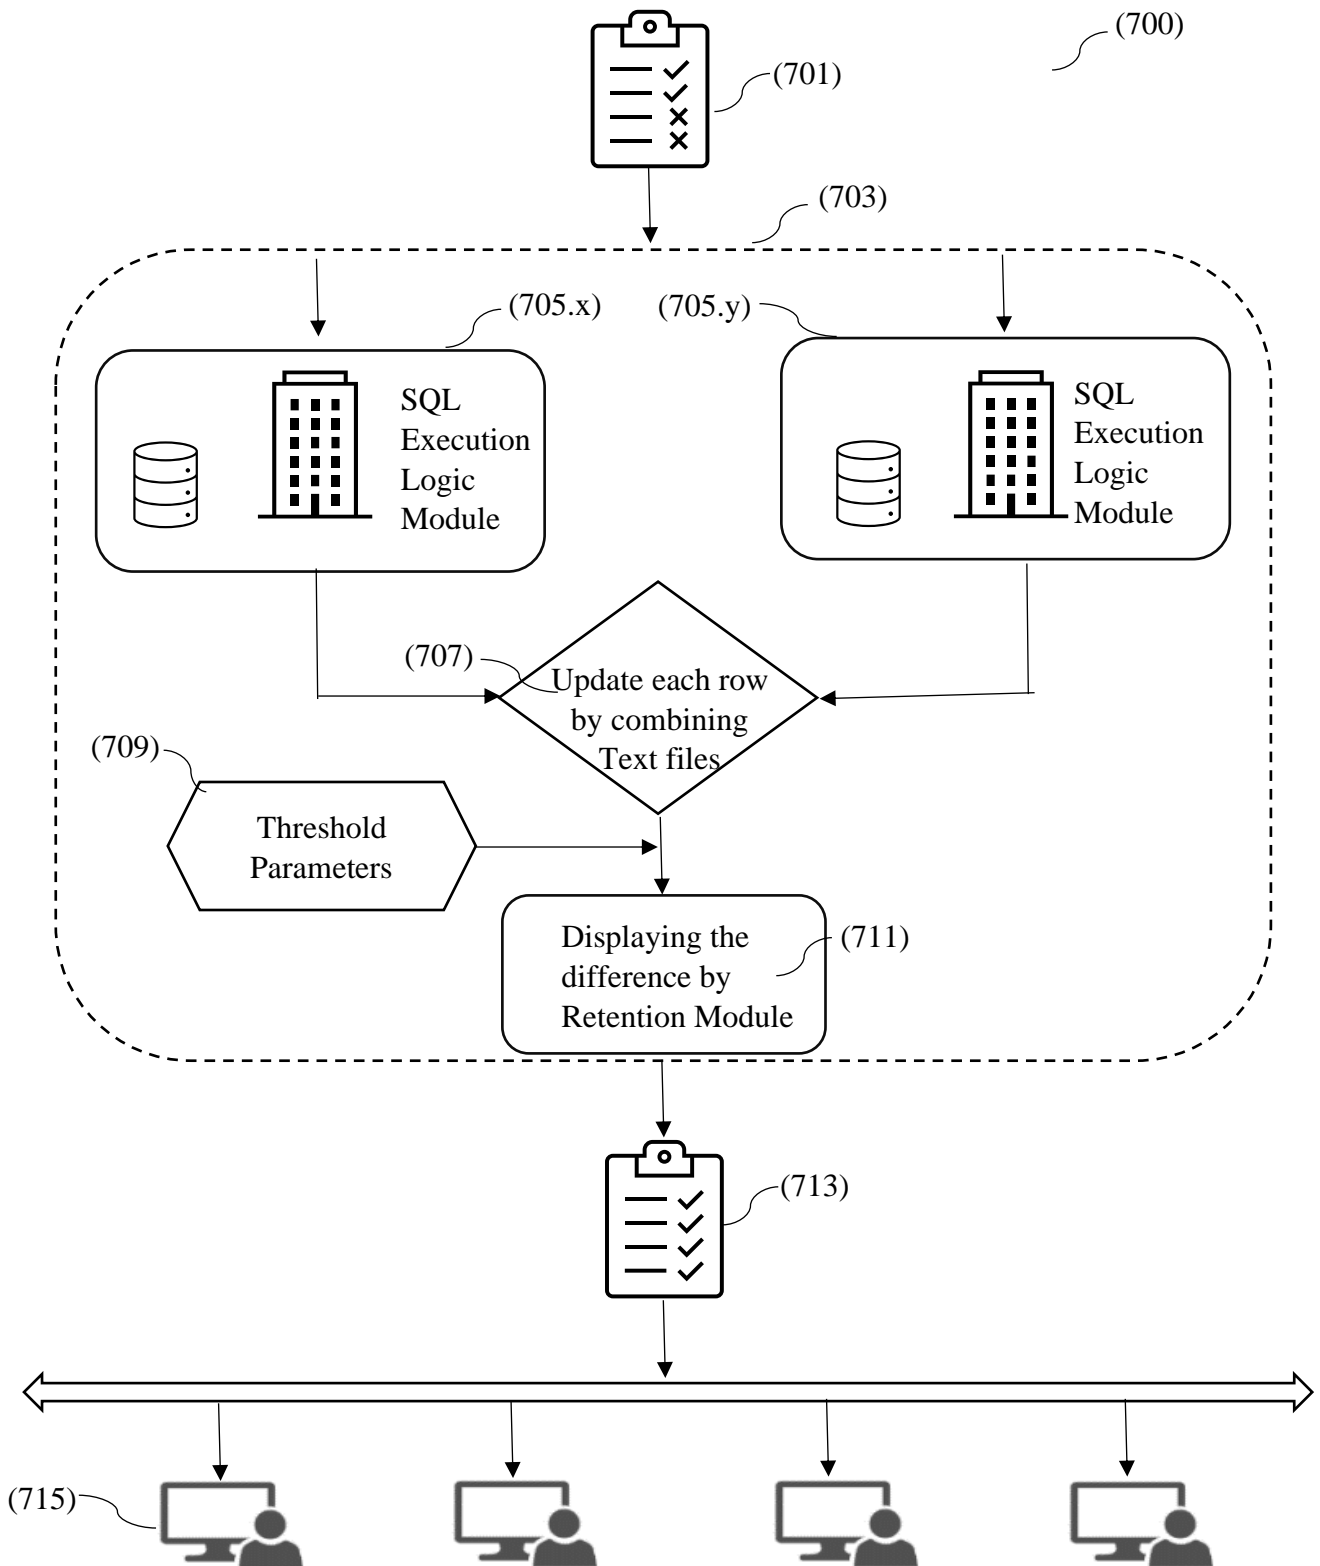 (700)
(701)
(703)
(705.x)
(705.y)
SQL
Execution
Logic
Module
SQL
Execution
Logic
Module
(707)
Update each row
by combining
Text files
(709)
Threshold
Parameters
Displaying the
difference by
Retention Module
(711)
(713)
(715)